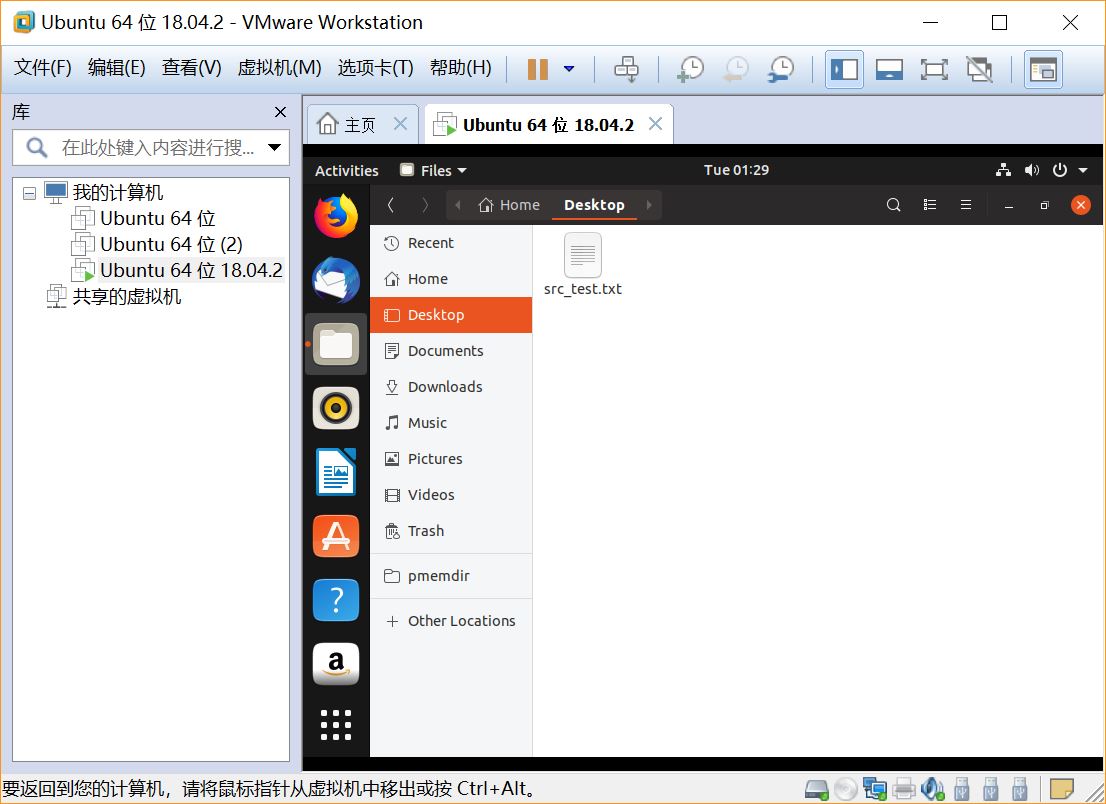 Ubuntu 64 位 18.04.2 - VMware Workstation
文件(F) 编辑(E) 查看(V) 虚拟机(M) 选项卡(T) 帮助(H)
库
在此处键入内容进行搜...
我的计算机
Ubuntu 64 位
Ubuntu 64 位 (2)
Ubuntu 64 位 18.04.2
共享的虚拟机
主页
Ubuntu 64 位 18.04.2
Activities Files Tue 01:29
Home Desktop
Recent
Home
Desktop
Documents
Downloads
Music
Pictures
Videos
Trash
pmemdir
Other Locations
src_test.txt
要返回到您的计算机，请将鼠标指针从虚拟机中移出或按 Ctrl+Alt。